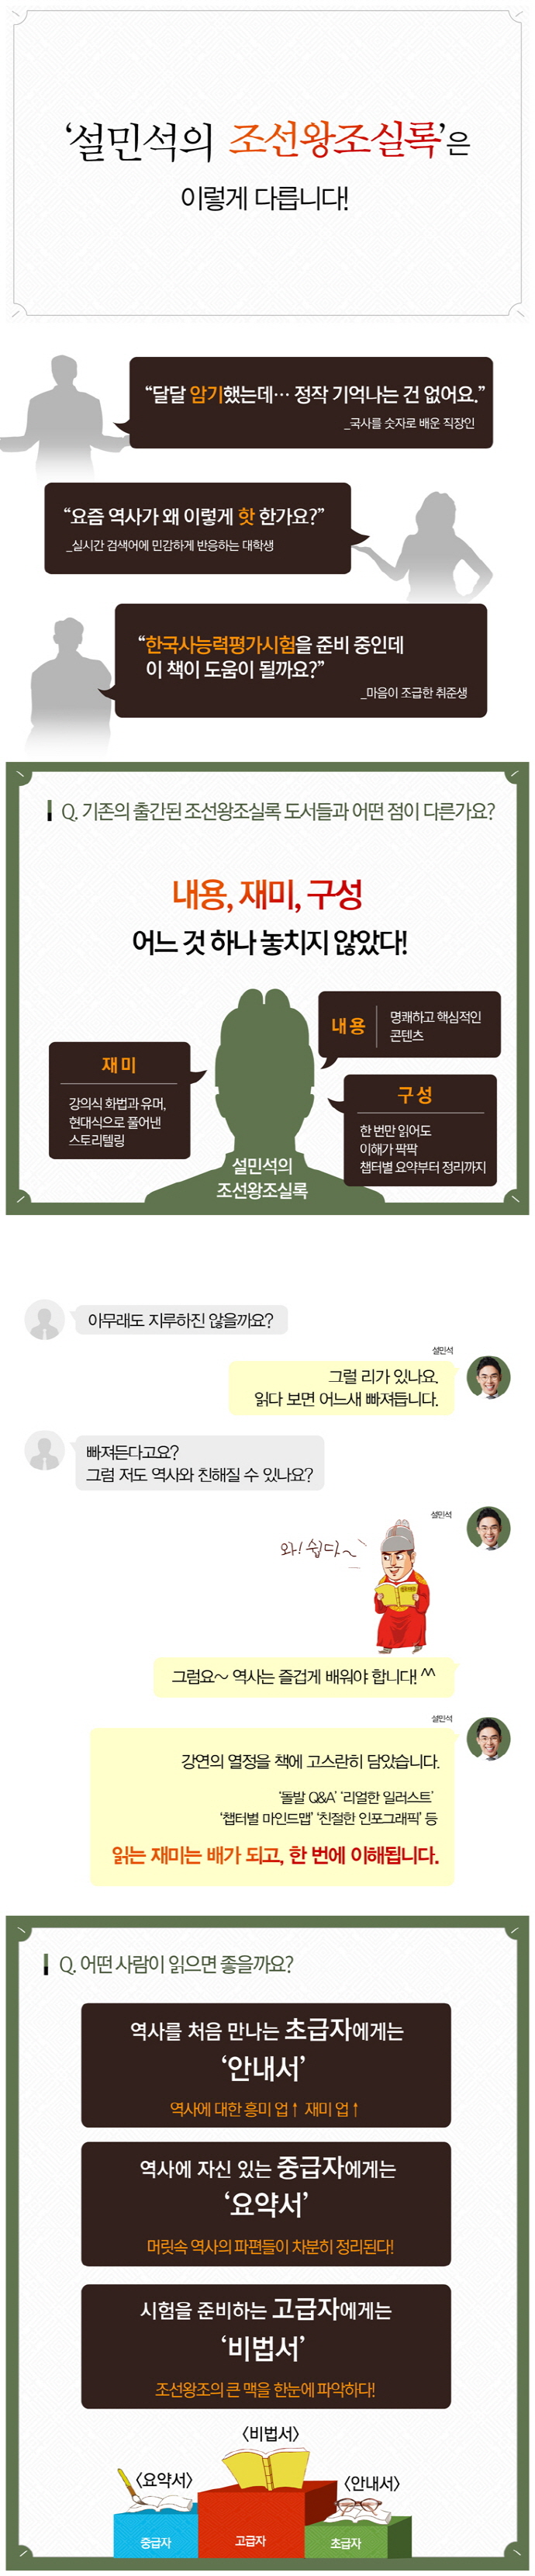 ‘설민석의 조선왕조실록’은
이렇게 다릅니다!
“달달 암기했는데… 정작 기억나는 건 없어요.”
_국사를 숫자로 배운 직장인
“요즘 역사가 왜 이렇게 핫 한가요?”
_실시간 검색어에 민감하게 반응하는 대학생
“한국사능력평가시험을 준비 중인데
이 책이 도움이 될까요?”
_마음이 조급한 취준생
Q. 기존의 출간된 조선왕조실록 도서들과 어떤 점이 다른가요?
내용, 재미, 구성
어느 것 하나 놓치지 않았다!
내용
명쾌하고 핵심적인
콘텐츠
재미
강의식 화법과 유머,
현대식으로 풀어낸
스토리텔링
구성
한 번만 읽어도
이해가 팍팍
챕터별 요약부터 정리까지
설민석의
조선왕조실록
아무래도 지루하진 않을까요?
설민석
그럴 리가 있나요.
읽다 보면 어느새 빠져듭니다.
빠져든다고요?
그럼 저도 역사와 친해질 수 있나요?
설민석
와! 쉽다~
그럼요~ 역사는 즐겁게 배워야 합니다! ^^
설민석
강연의 열정을 책에 고스란히 담았습니다.
‘돌발 Q&A’ ‘리얼한 일러스트’
‘챕터별 마인드맵’ ‘친절한 인포그래픽’ 등
읽는 재미는 배가 되고, 한 번에 이해됩니다.
Q. 어떤 사람이 읽으면 좋을까요?
역사를 처음 만나는 초급자에게는
‘안내서’
역사에 대한 흥미 업↑ 재미 업↑
역사에 자신 있는 중급자에게는
‘요약서’
머릿속 역사의 파편들이 차분히 정리된다!
시험을 준비하는 고급자에게는
‘비법서’
조선왕조의 큰 맥을 한눈에 파악하다!
〈비법서〉
〈요약서〉
〈안내서〉
중급자
고급자
초급자